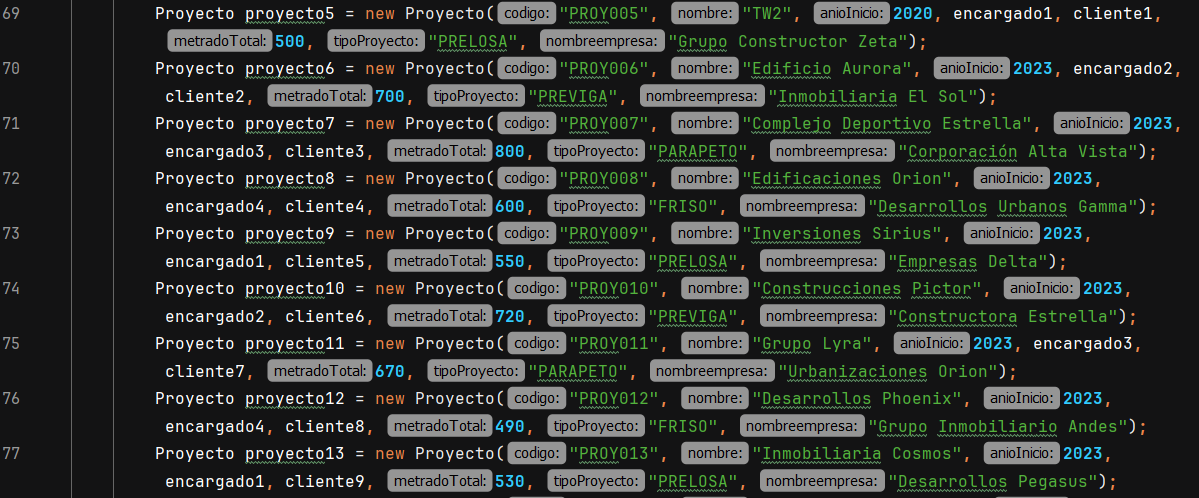 69 Proyecto proyecto5 = new Proyecto( codigo: "PROY005", nombre: "TW2", anioInicio: 2020, encargado1, cliente1,
metradoTotal: 500, tipoProyecto: "PRELOSA", nombreempresa: "Grupo Constructor Zeta");
70 Proyecto proyecto6 = new Proyecto( codigo: "PROY006", nombre: "Edificio Aurora", anioInicio: 2023, encargado2,
cliente2, metradoTotal: 700, tipoProyecto: "PREVIGA", nombreempresa: "Inmobiliaria El Sol");
71 Proyecto proyecto7 = new Proyecto( codigo: "PROY007", nombre: "Complejo Deportivo Estrella", anioInicio: 2023,
encargado3, cliente3, metradoTotal: 800, tipoProyecto: "PARAPETO", nombreempresa: "Corporación Alta Vista");
72 Proyecto proyecto8 = new Proyecto( codigo: "PROY008", nombre: "Edificaciones Orion", anioInicio: 2023,
encargado4, cliente4, metradoTotal: 600, tipoProyecto: "FRISO", nombreempresa: "Desarrollos Urbanos Gamma");
73 Proyecto proyecto9 = new Proyecto( codigo: "PROY009", nombre: "Inversiones Sirius", anioInicio: 2023,
encargado1, cliente5, metradoTotal: 550, tipoProyecto: "PRELOSA", nombreempresa: "Empresas Delta");
74 Proyecto proyecto10 = new Proyecto( codigo: "PROY010", nombre: "Construcciones Pictor", anioInicio: 2023,
encargado2, cliente6, metradoTotal: 720, tipoProyecto: "PREVIGA", nombreempresa: "Constructora Estrella");
75 Proyecto proyecto11 = new Proyecto( codigo: "PROY011", nombre: "Grupo Lyra", anioInicio: 2023, encargado3,
cliente7, metradoTotal: 670, tipoProyecto: "PARAPETO", nombreempresa: "Urbanizaciones Orion");
76 Proyecto proyecto12 = new Proyecto( codigo: "PROY012", nombre: "Desarrollos Phoenix", anioInicio: 2023,
encargado4, cliente8, metradoTotal: 490, tipoProyecto: "FRISO", nombreempresa: "Grupo Inmobiliario Andes");
77 Proyecto proyecto13 = new Proyecto( codigo: "PROY013", nombre: "Inmobiliaria Cosmos", anioInicio: 2023,
encargado1, cliente9, metradoTotal: 530, tipoProyecto: "PRELOSA", nombreempresa: "Desarrollos Pegasus");